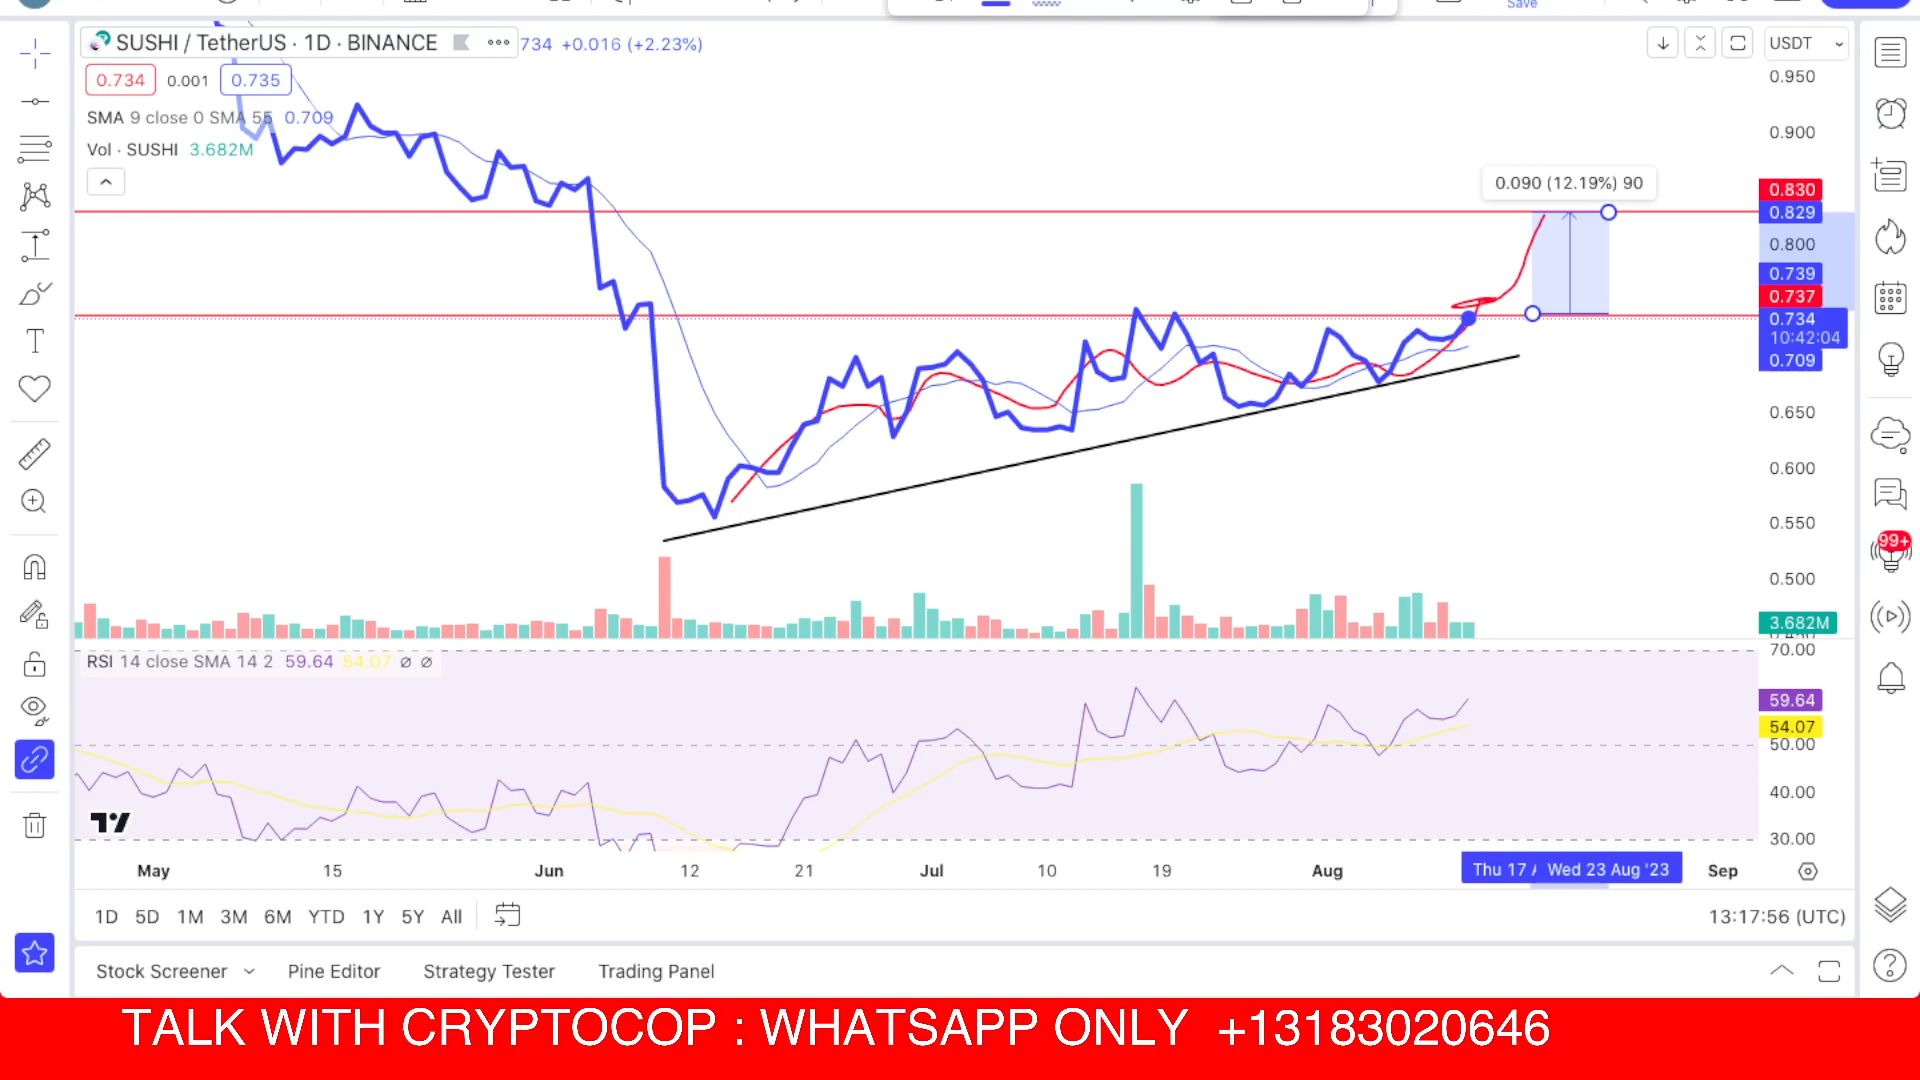 Save
SUSHI / TetherUS · 1D · BINANCE
734 +0.016 (+2.23%)
USDT
0.734 0.001 0.735
SMA 9 close 0 SMA 55 0.709
Vol · SUSHI 3.682M
0.090 (12.19%) 90
0.950
0.900
0.830
0.829
0.800
0.739
0.737
0.734
10:42:04
0.709
0.650
0.600
0.550
0.500
3.682M
99+
RSI 14 close SMA 14 2 59.64 54.07 ∅ ∅
70.00
59.64
54.07
50.00
40.00
30.00
May 15 Jun 12 21 Jul 10 19 Aug Thu 17 Wed 23 Aug '23 Sep
1D 5D 1M 3M 6M YTD 1Y 5Y All
13:17:56 (UTC)
Stock Screener Pine Editor Strategy Tester Trading Panel
TALK WITH CRYPTOCOP : WHATSAPP ONLY +13183020646